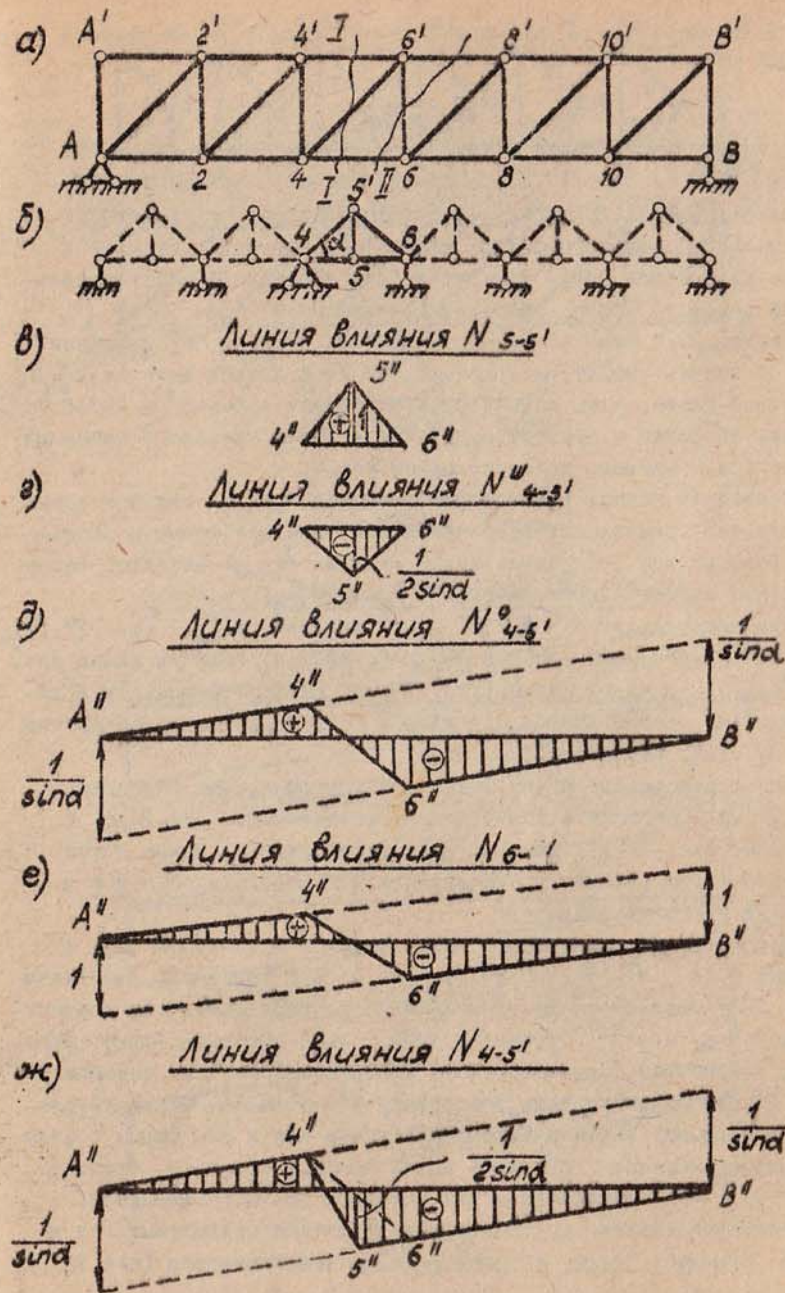 а) A' 2' 4' I 6' 8' 10' B'
A 2 4 I 5' II 6 8 10 B
б) 4 α 5 B
в) Линия влияния N 5-5'
5''
4'' + 1 6''
г) Линия влияния N^ш 4-5'
4'' − 6''
5'' 1/2sinα
д) Линия влияния N° 4-5'
1/sinα
A'' 4'' +
1/sinα − B''
6''
е) Линия влияния N 6- '
A'' 4'' + 1
1 − B''
6''
ж) Линия влияния N 4-5'
A'' 4'' 1/2sinα 1/sinα
+ − B''
1/sinα 5'' 6''